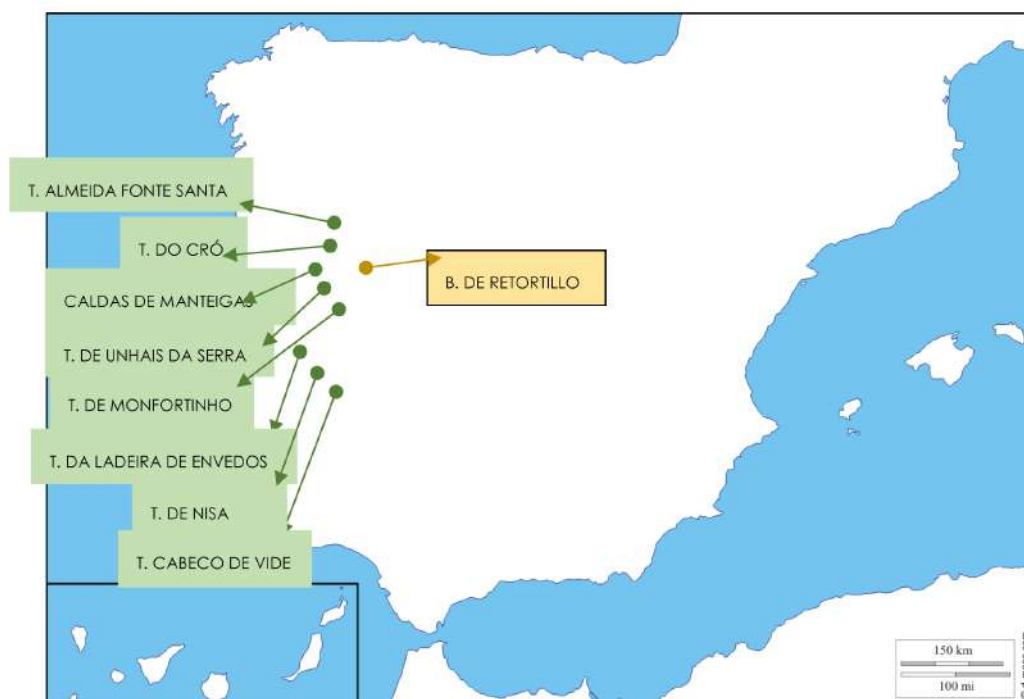 T. ALMEIDA FONTE SANTA
T. DO CRÓ
B. DE RETORTILLO
CALDAS DE MANTEIGAS
T. DE UNHAIS DA SERRA
T. DE MONFORTINHO
T. DA LADEIRA DE ENVEDOS
T. DE NISA
T. CABECO DE VIDE
150 km
100 mi